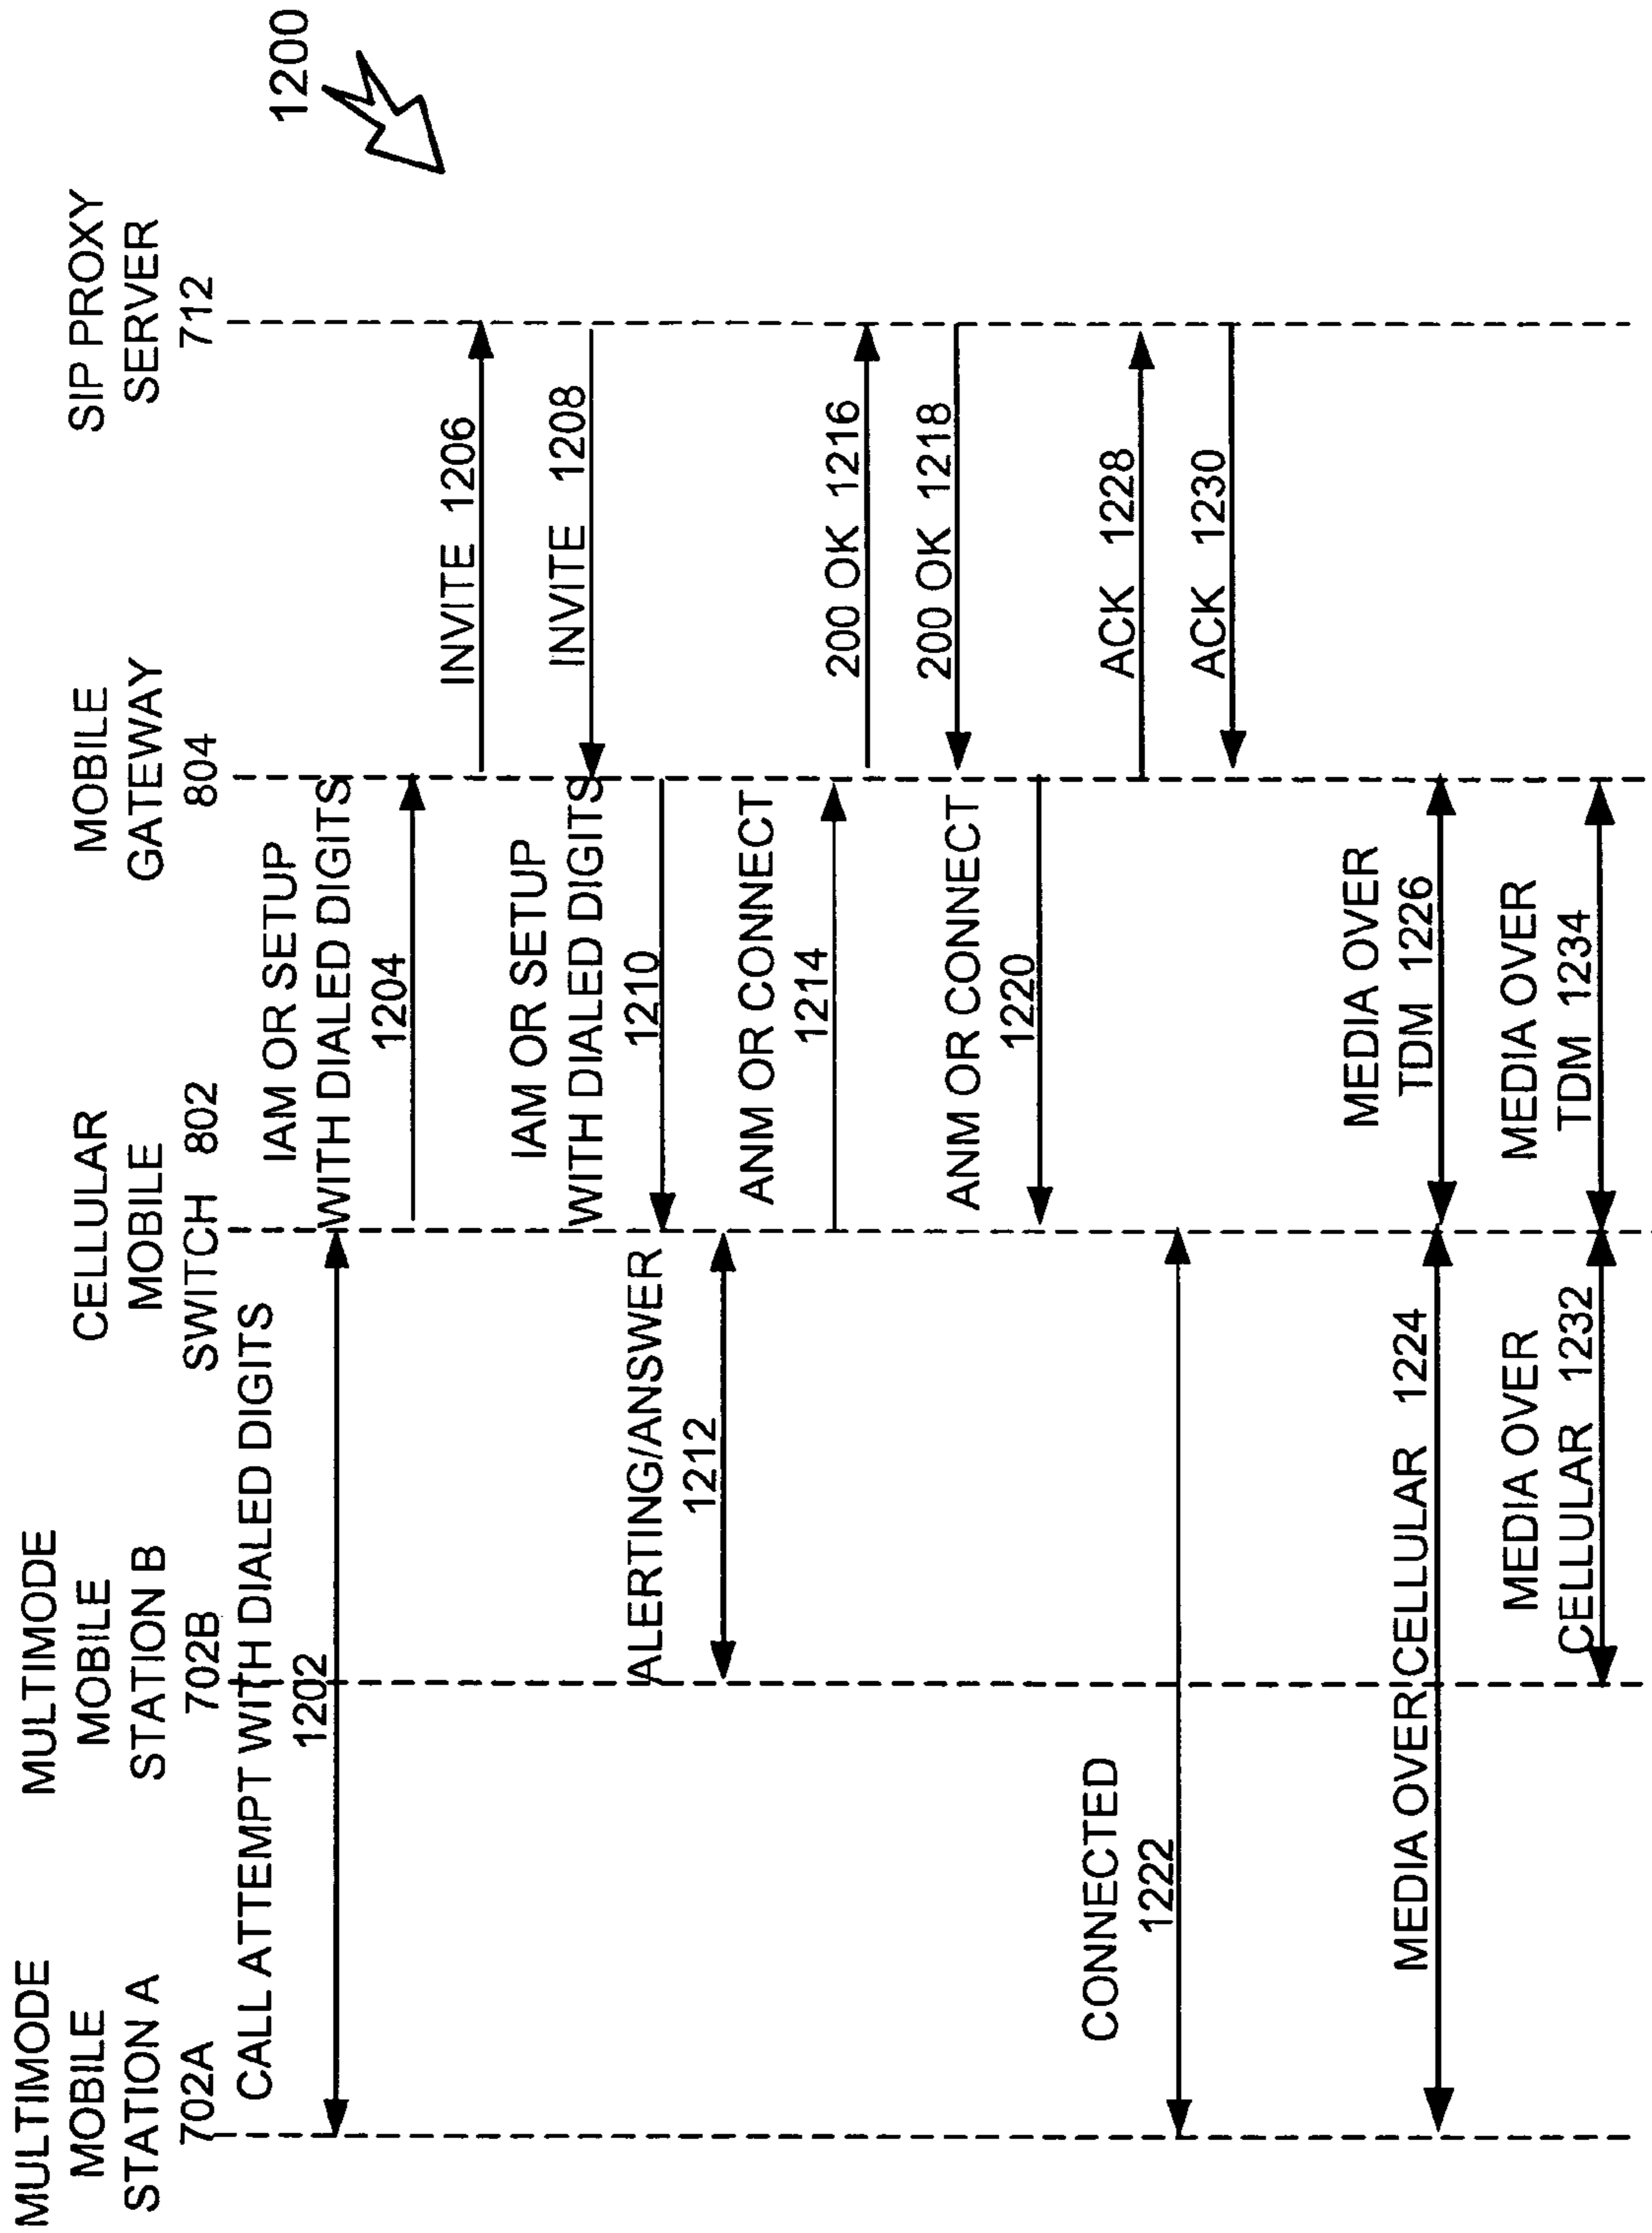 1200
MULTIMODE
MOBILE
STATION A
702A
MULTIMODE
MOBILE
STATION B
702B
CELLULAR
MOBILE
SWITCH 802
MOBILE
GATEWAY
804
SIP PROXY
SERVER
712
CALL ATTEMPT WITH DIALED DIGITS
1202
IAM OR SETUP
WITH DIALED DIGITS
1204
INVITE 1206
INVITE 1208
IAM OR SETUP
WITH DIALED DIGITS
1210
ALERTING/ANSWER
1212
ANM OR CONNECT
1214
200 OK 1216
200 OK 1218
ANM OR CONNECT
1220
CONNECTED
1222
ACK 1228
ACK 1230
MEDIA OVER CELLULAR 1224
MEDIA OVER
TDM 1226
MEDIA OVER
CELLULAR 1232
MEDIA OVER
TDM 1234